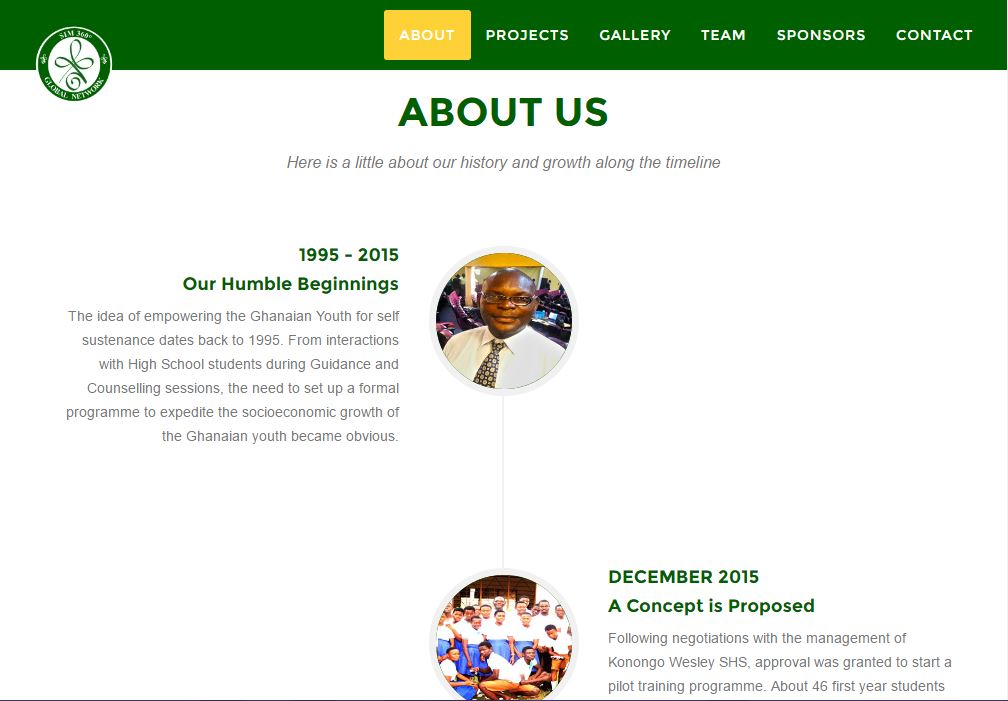 SIM 360°
GLOBAL NETWORK
ABOUT PROJECTS GALLERY TEAM SPONSORS CONTACT
ABOUT US
Here is a little about our history and growth along the timeline
1995 - 2015
Our Humble Beginnings
The idea of empowering the Ghanaian Youth for self
sustenance dates back to 1995. From interactions
with High School students during Guidance and
Counselling sessions, the need to set up a formal
programme to expedite the socioeconomic growth of
the Ghanaian youth became obvious.
DECEMBER 2015
A Concept is Proposed
Following negotiations with the management of
Konongo Wesley SHS, approval was granted to start a
pilot training programme. About 46 first year students